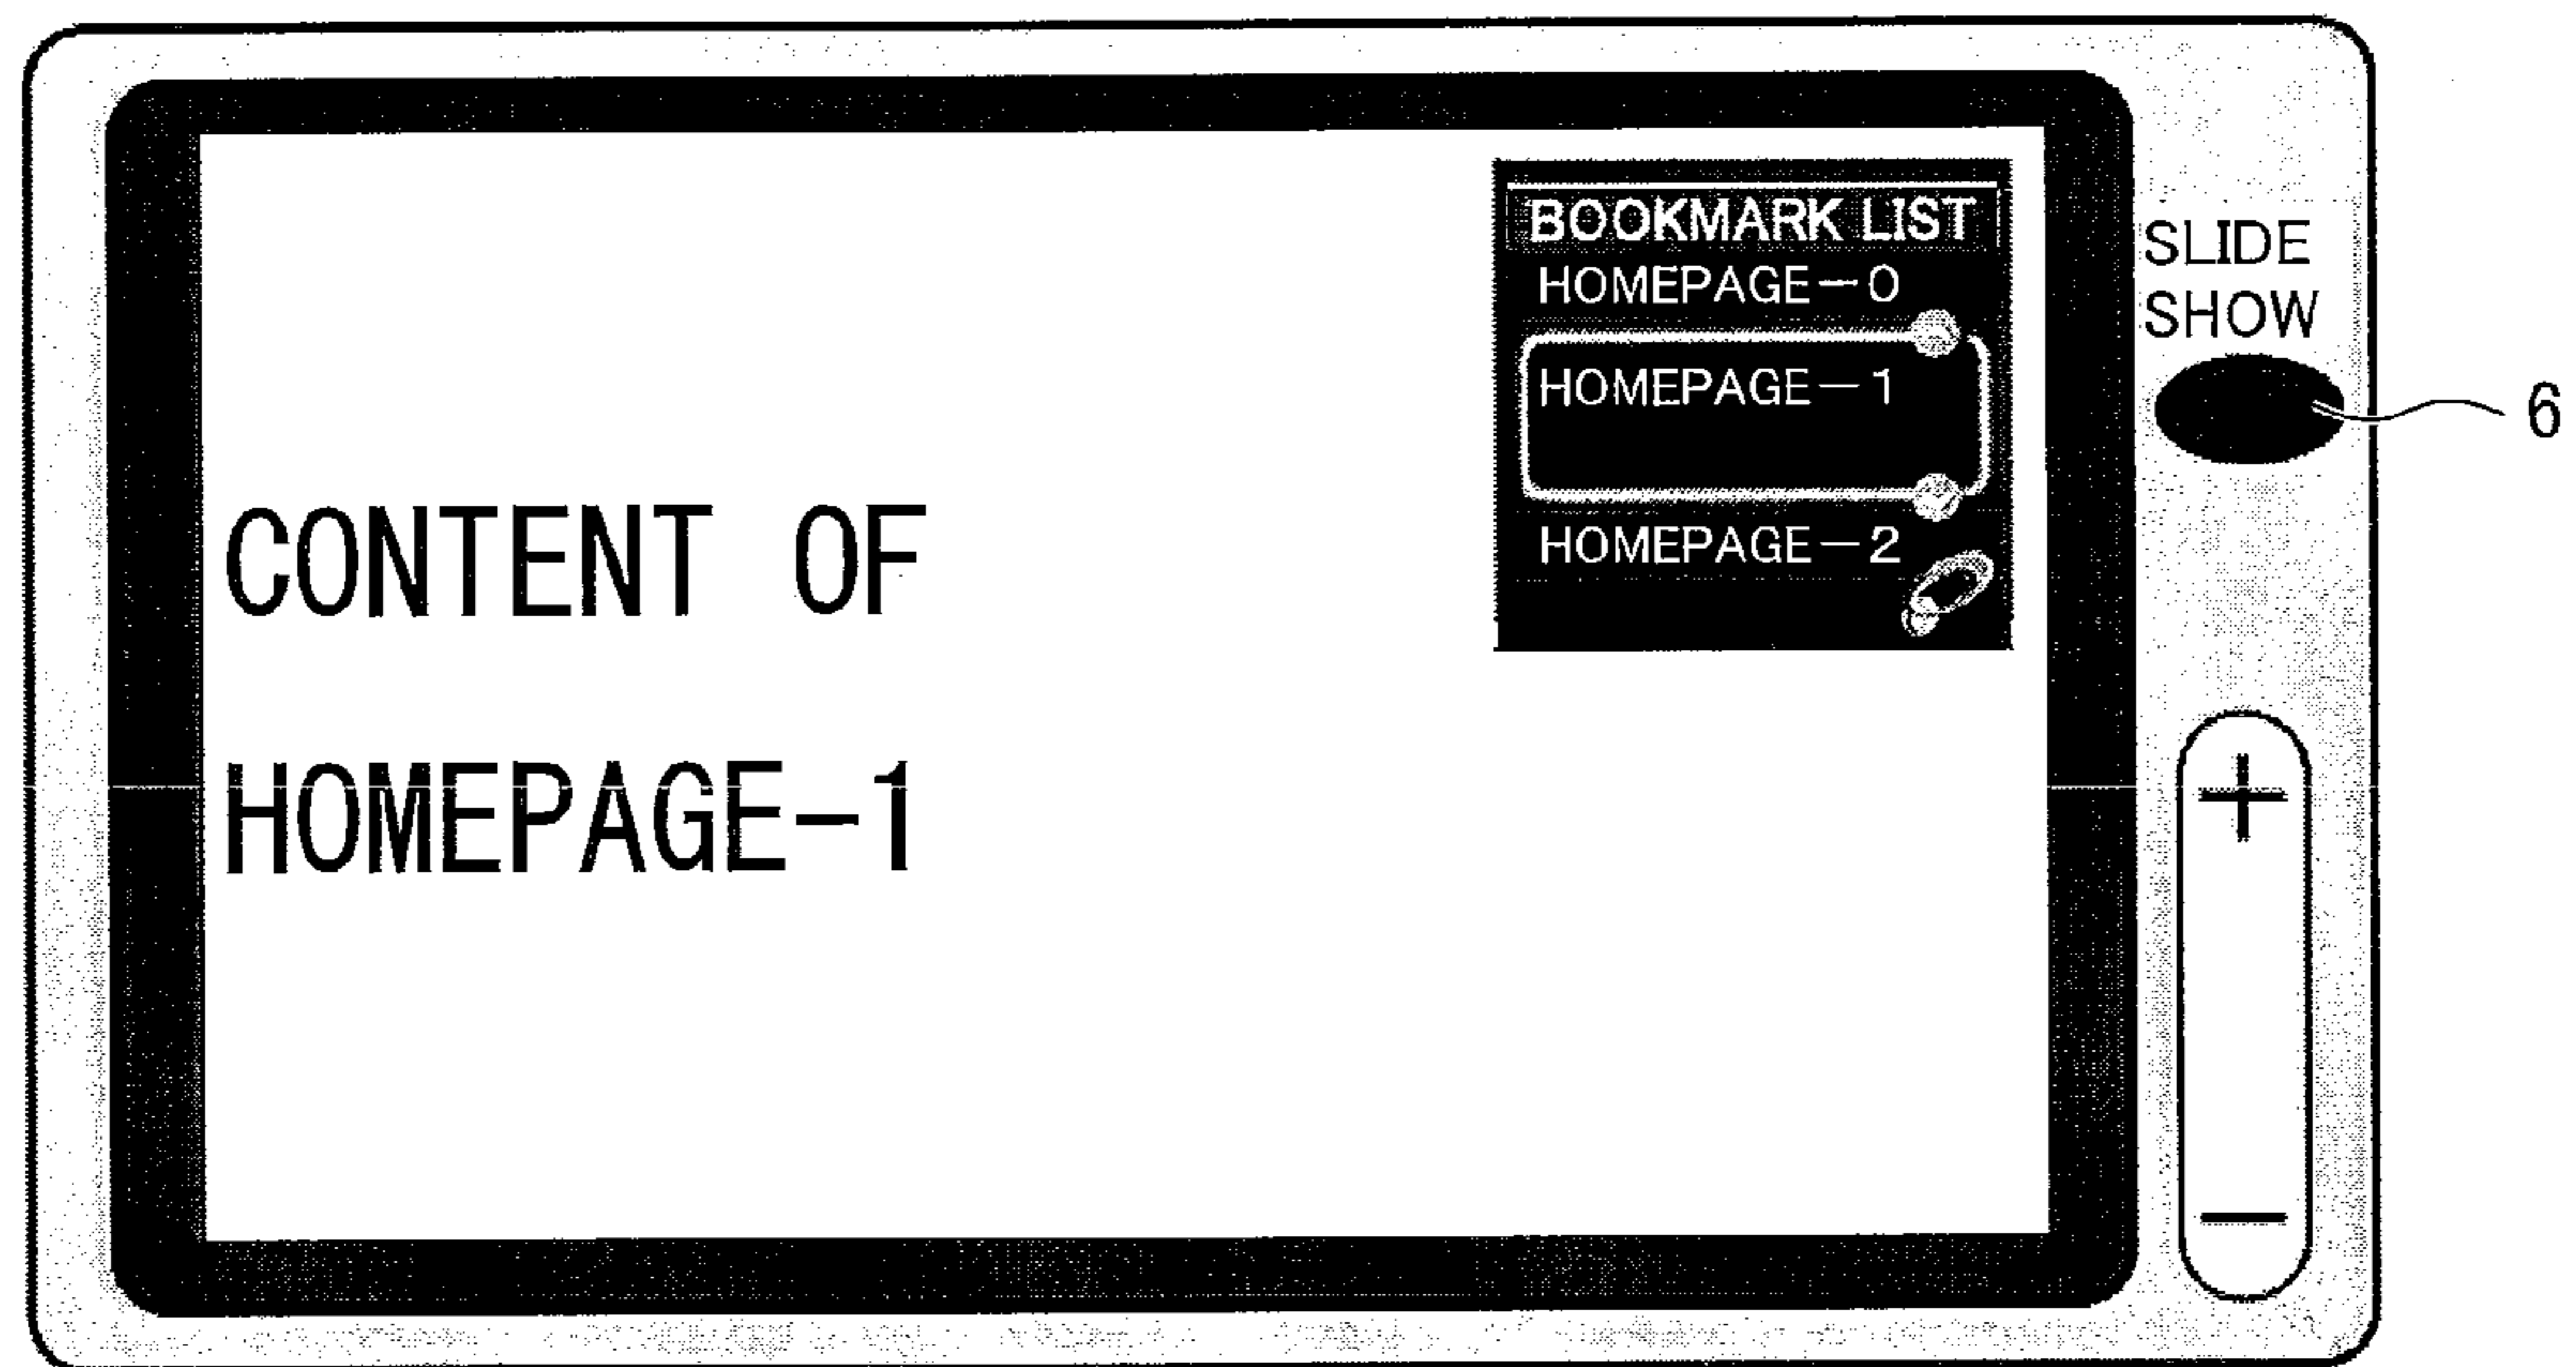 BOOKMARK LIST
HOMEPAGE-0
HOMEPAGE-1
HOMEPAGE-2
CONTENT OF
HOMEPAGE-1
SLIDE
SHOW
6
+
−